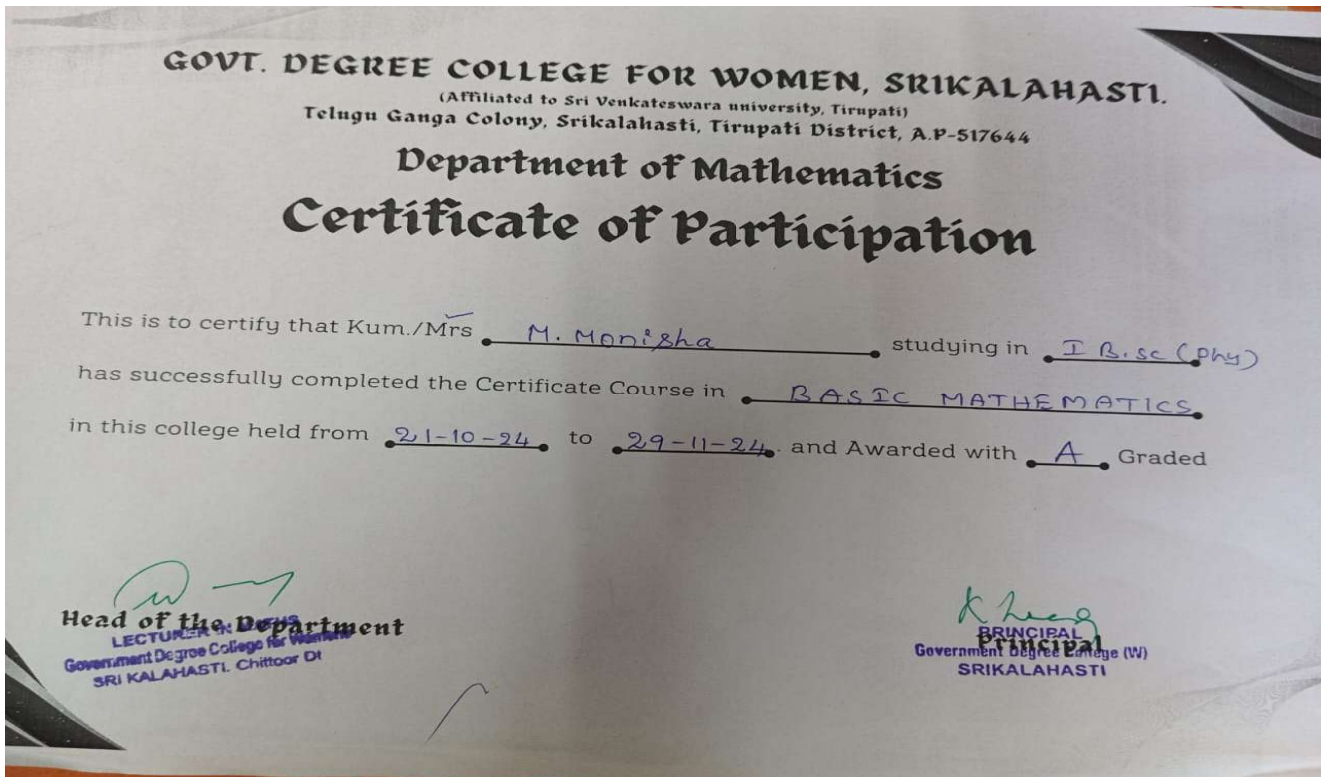 GOVT. DEGREE COLLEGE FOR WOMEN, SRIKALAHASTI.
(Affiliated to Sri Venkateswara university, Tirupati)
Telugu Ganga Colony, Srikalahasti, Tirupati District, A.P-517644
Department of Mathematics
Certificate of Participation
This is to certify that Kum./Mrs M. Monisha studying in I B.sc (Phy)
has successfully completed the Certificate Course in BASIC MATHEMATICS
in this college held from 21-10-24 to 29-11-24. and Awarded with A Graded
Head of the Department
LECTURER IN
Government Degree College for Women
SRI KALAHASTI. Chittoor Dt
PRINCIPAL
Principal
Government Degree College (W)
SRIKALAHASTI